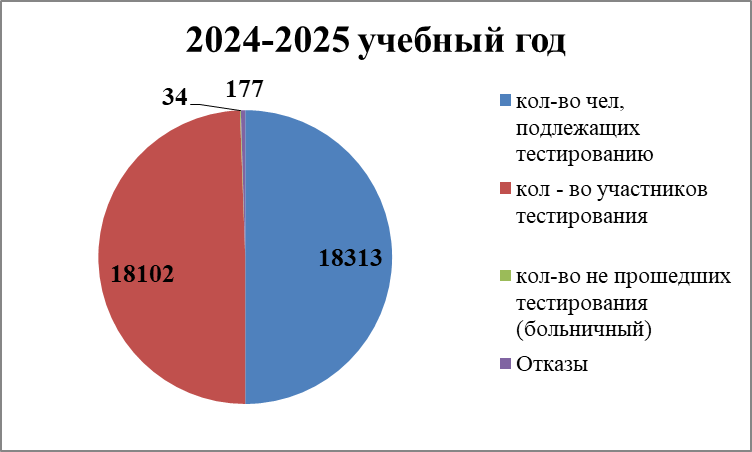 2024-2025 учебный год
34
177
18102
18313
кол-во чел,
подлежащих
тестированию
кол - во участников
тестирования
кол-во не прошедших
тестирования
(больничный)
Отказы